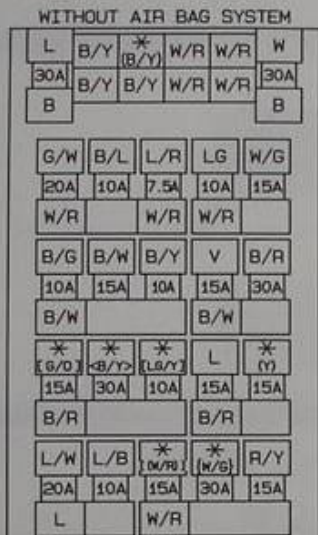 WITHOUT AIR BAG SYSTEM
L B/Y * (B/Y) W/R W/R W
30A B/Y B/Y W/R W/R 30A
B B
G/W B/L L/R LG W/G
20A 10A 7.5A 10A 15A
W/R W/R W/R
B/G B/W B/Y V B/R
10A 15A 10A 15A 30A
B/W B/W
* [G/O] * <B/Y> * [LG/Y] L * (Y)
15A 30A 10A 15A 15A
B/R B/R
L/W L/B * [(W/R)] * {W/G} R/Y
20A 10A 15A 30A 15A
L W/R